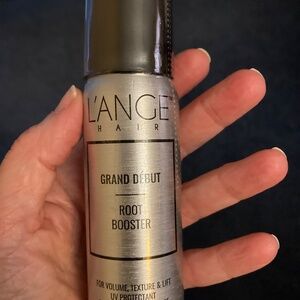 L'ANGE
HAIR
GRAND DÉBUT
ROOT
BOOSTER
FOR VOLUME, TEXTURE & LIFT
UV PROTECTANT